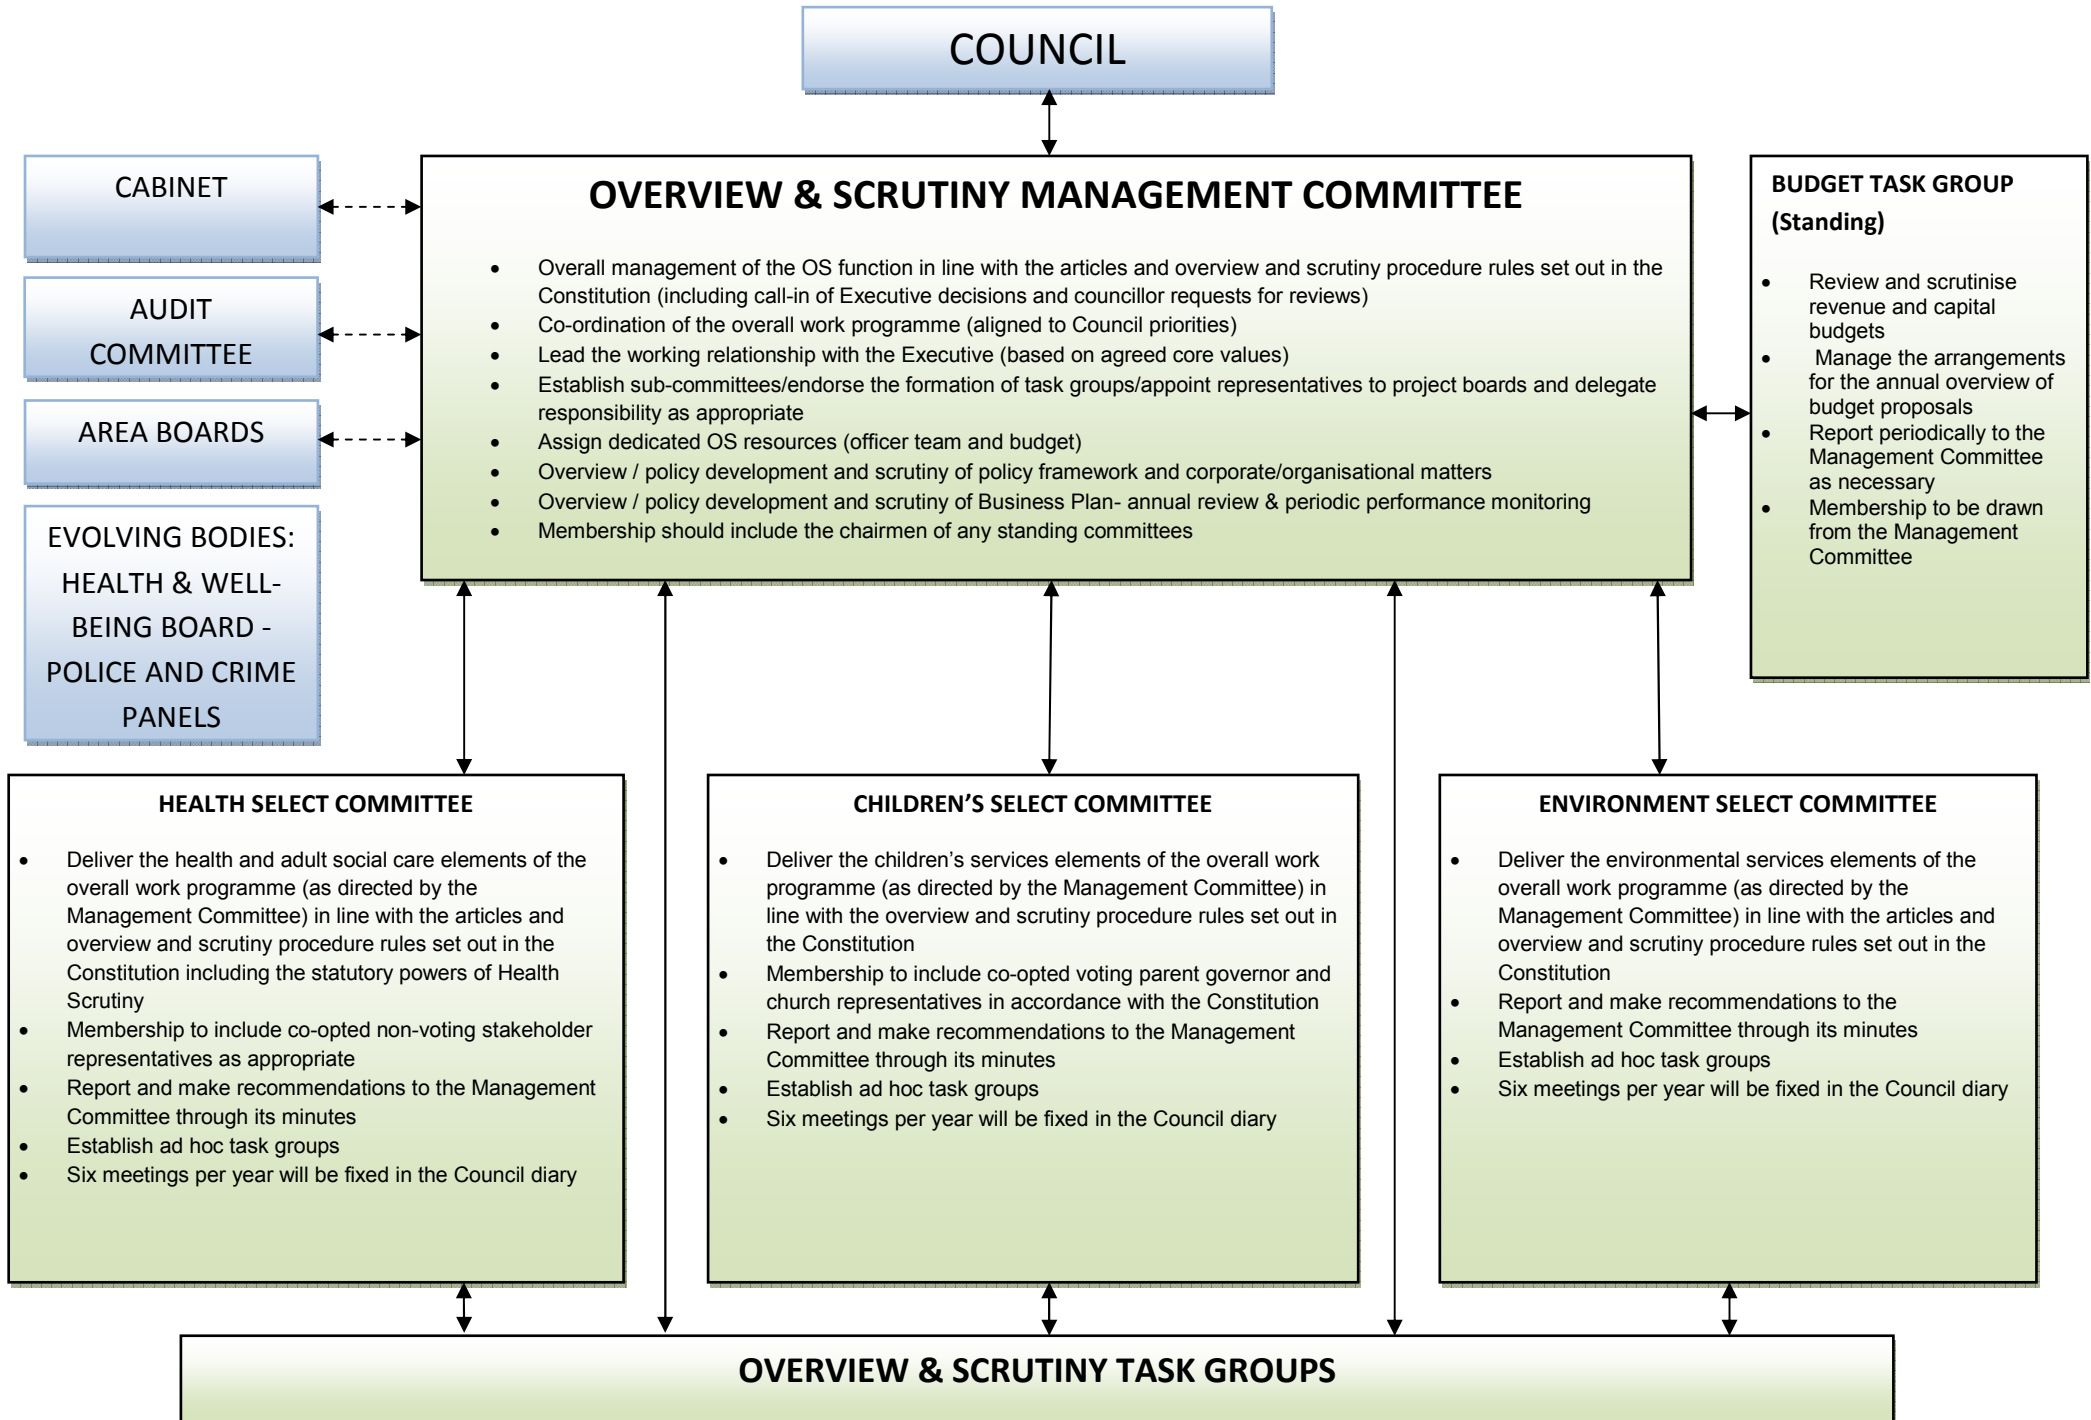 COUNCIL
CABINET
AUDIT
COMMITTEE
AREA BOARDS
EVOLVING BODIES:
HEALTH & WELL-
BEING BOARD -
POLICE AND CRIME
PANELS
OVERVIEW & SCRUTINY MANAGEMENT COMMITTEE
• Overall management of the OS function in line with the articles and overview and scrutiny procedure rules set out in the
Constitution (including call-in of Executive decisions and councillor requests for reviews)
• Co-ordination of the overall work programme (aligned to Council priorities)
• Lead the working relationship with the Executive (based on agreed core values)
• Establish sub-committees/endorse the formation of task groups/appoint representatives to project boards and delegate
responsibility as appropriate
• Assign dedicated OS resources (officer team and budget)
• Overview / policy development and scrutiny of policy framework and corporate/organisational matters
• Overview / policy development and scrutiny of Business Plan- annual review & periodic performance monitoring
• Membership should include the chairmen of any standing committees
BUDGET TASK GROUP
(Standing)
• Review and scrutinise
revenue and capital
budgets
• Manage the arrangements
for the annual overview of
budget proposals
• Report periodically to the
Management Committee
as necessary
• Membership to be drawn
from the Management
Committee
HEALTH SELECT COMMITTEE
• Deliver the health and adult social care elements of the
overall work programme (as directed by the
Management Committee) in line with the articles and
overview and scrutiny procedure rules set out in the
Constitution including the statutory powers of Health
Scrutiny
• Membership to include co-opted non-voting stakeholder
representatives as appropriate
• Report and make recommendations to the Management
Committee through its minutes
• Establish ad hoc task groups
• Six meetings per year will be fixed in the Council diary
CHILDREN’S SELECT COMMITTEE
• Deliver the children’s services elements of the overall work
programme (as directed by the Management Committee) in
line with the overview and scrutiny procedure rules set out in
the Constitution
• Membership to include co-opted voting parent governor and
church representatives in accordance with the Constitution
• Report and make recommendations to the Management
Committee through its minutes
• Establish ad hoc task groups
• Six meetings per year will be fixed in the Council diary
ENVIRONMENT SELECT COMMITTEE
• Deliver the environmental services elements of the
overall work programme (as directed by the
Management Committee) in line with the articles and
overview and scrutiny procedure rules set out in the
Constitution
• Report and make recommendations to the
Management Committee through its minutes
• Establish ad hoc task groups
• Six meetings per year will be fixed in the Council diary
OVERVIEW & SCRUTINY TASK GROUPS